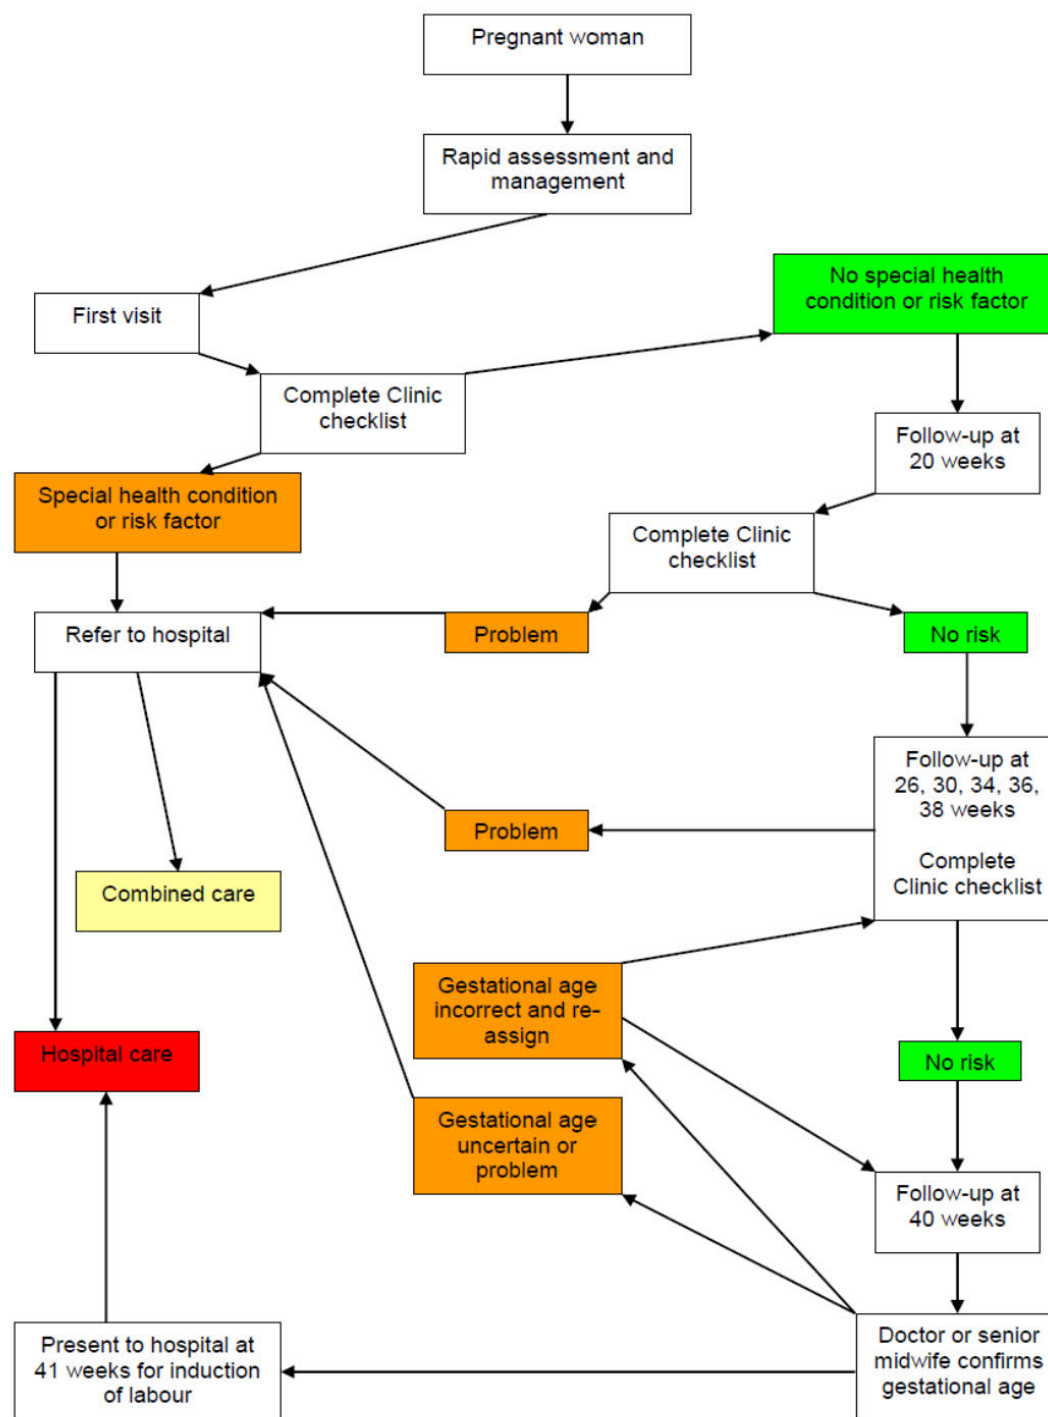 Pregnant woman
Rapid assessment and
management
No special health
condition or risk factor
First visit
Complete Clinic
checklist
Follow-up at
20 weeks
Special health condition
or risk factor
Complete Clinic
checklist
Refer to hospital
Problem
No risk
Follow-up at
26, 30, 34, 36,
38 weeks
Complete
Clinic checklist
Problem
Combined care
Gestational age
incorrect and re-
assign
Hospital care
No risk
Gestational age
uncertain or
problem
Follow-up at
40 weeks
Present to hospital at
41 weeks for induction
of labour
Doctor or senior
midwife confirms
gestational age